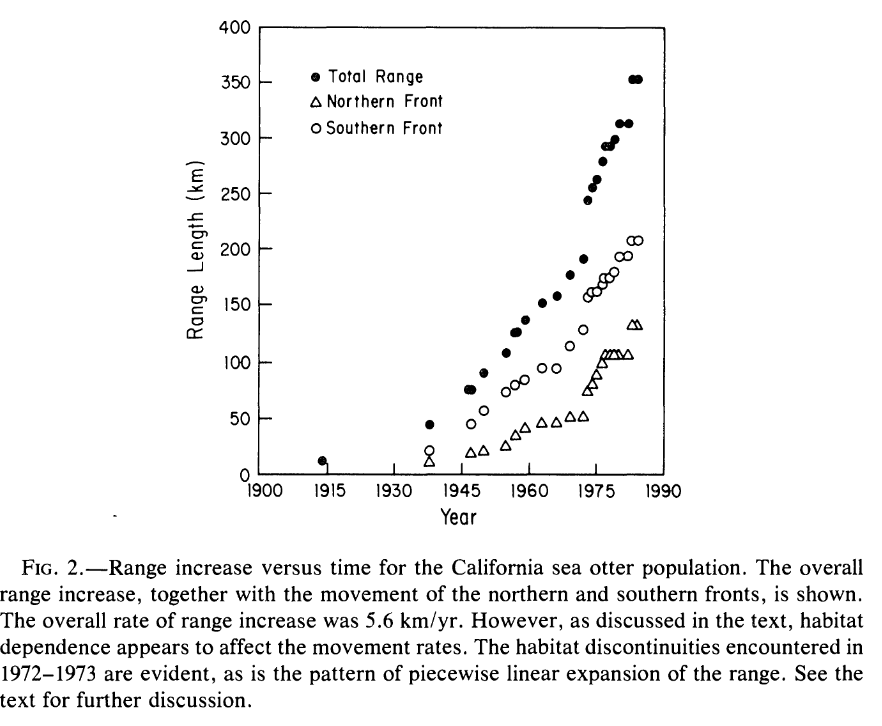 400
350
300
250
200
150
100
50
0
Range Length (km)
Total Range
Northern Front
Southern Front
1900 1915 1930 1945 1960 1975 1990
Year
FIG. 2.—Range increase versus time for the California sea otter population. The overall
range increase, together with the movement of the northern and southern fronts, is shown.
The overall rate of range increase was 5.6 km/yr. However, as discussed in the text, habitat
dependence appears to affect the movement rates. The habitat discontinuities encountered in
1972–1973 are evident, as is the pattern of piecewise linear expansion of the range. See the
text for further discussion.